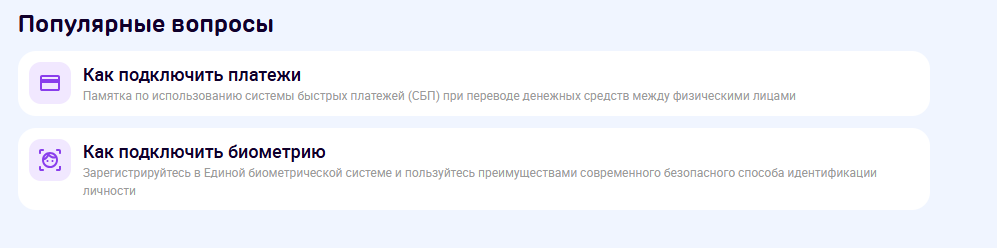 Популярные вопросы
Как подключить платежи
Памятка по использованию системы быстрых платежей (СБП) при переводе денежных средств между физическими лицами
Как подключить биометрию
Зарегистрируйтесь в Единой биометрической системе и пользуйтесь преимуществами современного безопасного способа идентификации
личности